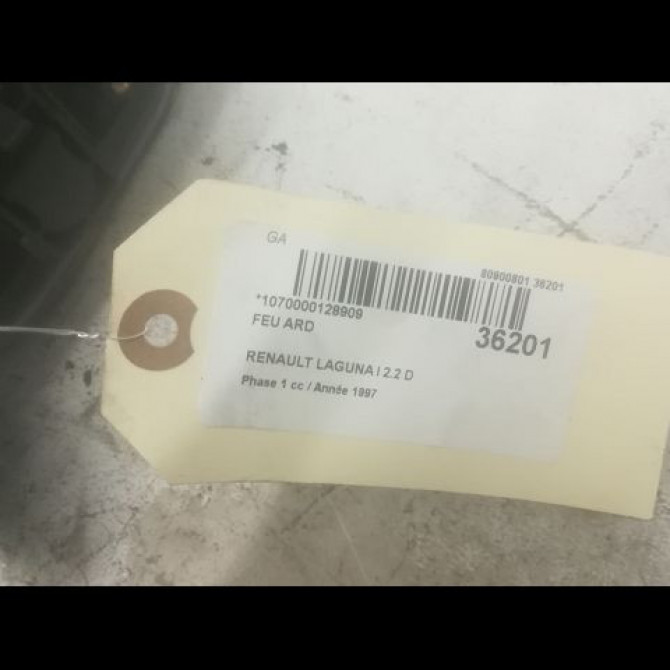 GA
80900801 36201
*1070000128909
FEU ARD
36201
RENAULT LAGUNA I 2.2 D
Phase 1 cc / Année 1997